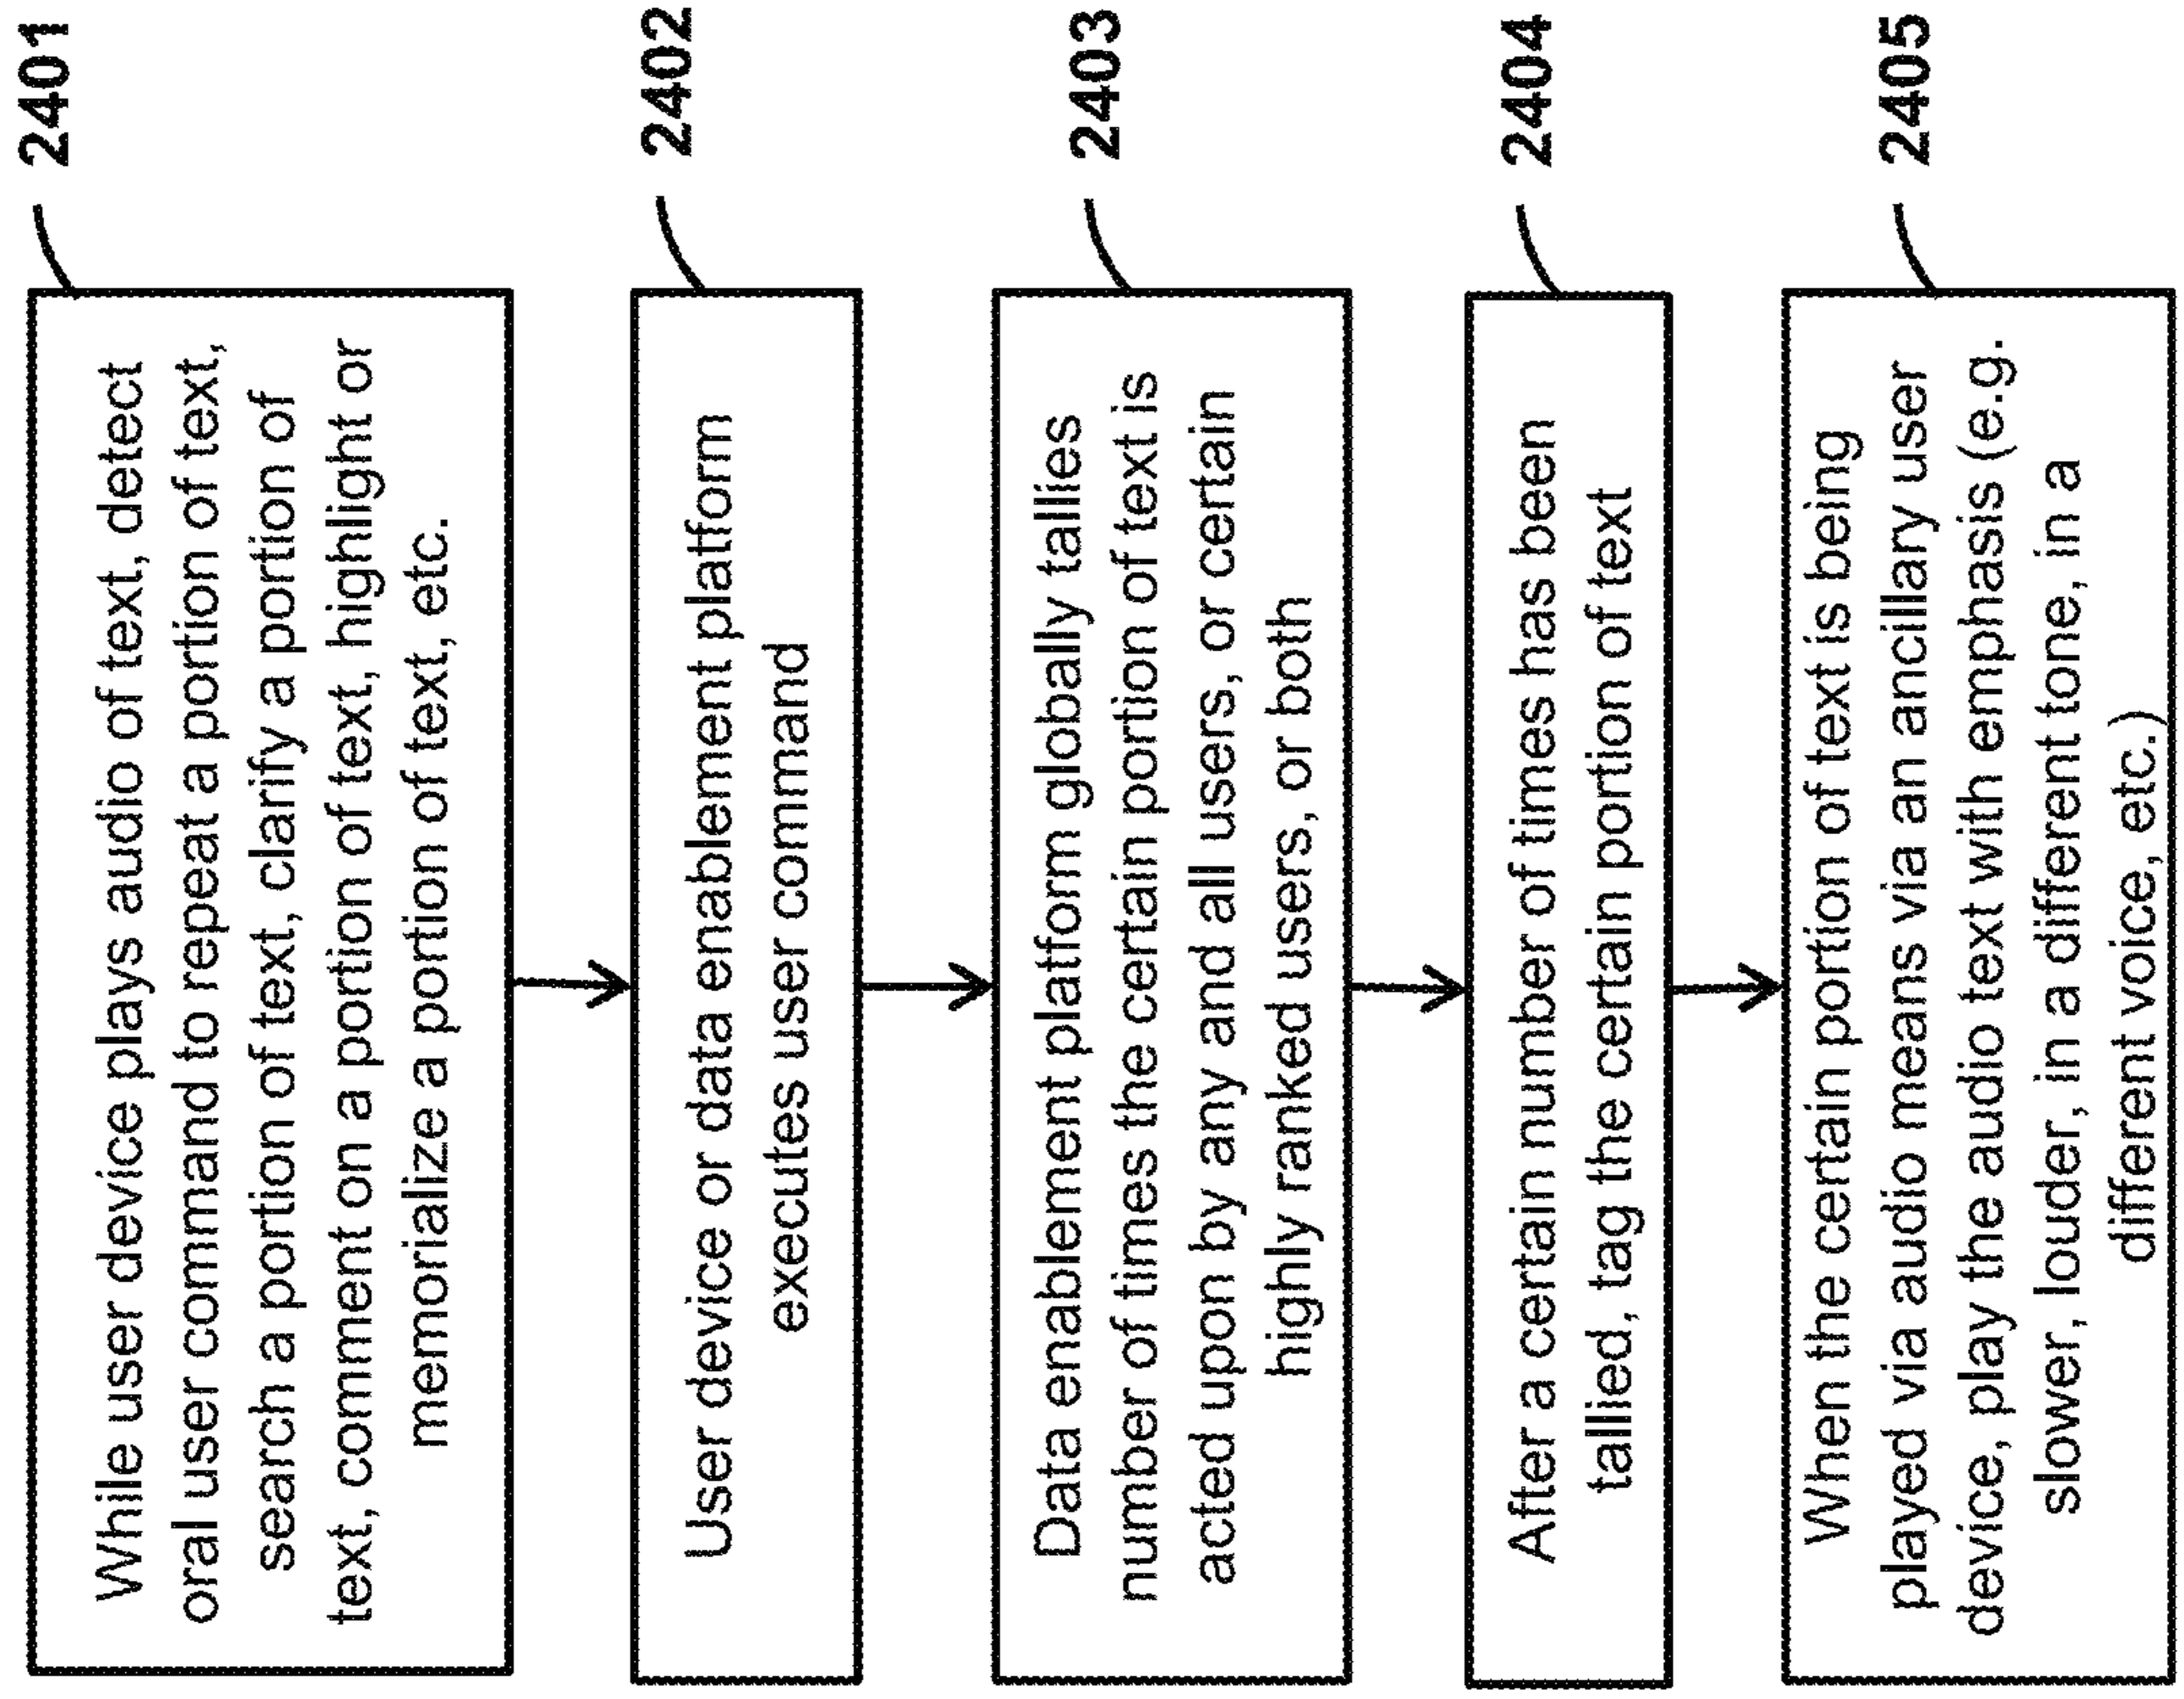 2401
While user device plays audio of text, detect
oral user command to repeat a portion of text,
search a portion of text, clarify a portion of
text, comment on a portion of text, highlight or
memorialize a portion of text, etc.
2402
User device or data enablement platform
executes user command
2403
Data enablement platform globally tallies
number of times the certain portion of text is
acted upon by any and all users, or certain
highly ranked users, or both
2404
After a certain number of times has been
tallied, tag the certain portion of text
2405
When the certain portion of text is being
played via audio means via an ancillary user
device, play the audio text with emphasis (e.g.
slower, louder, in a different tone, in a
different voice, etc.)